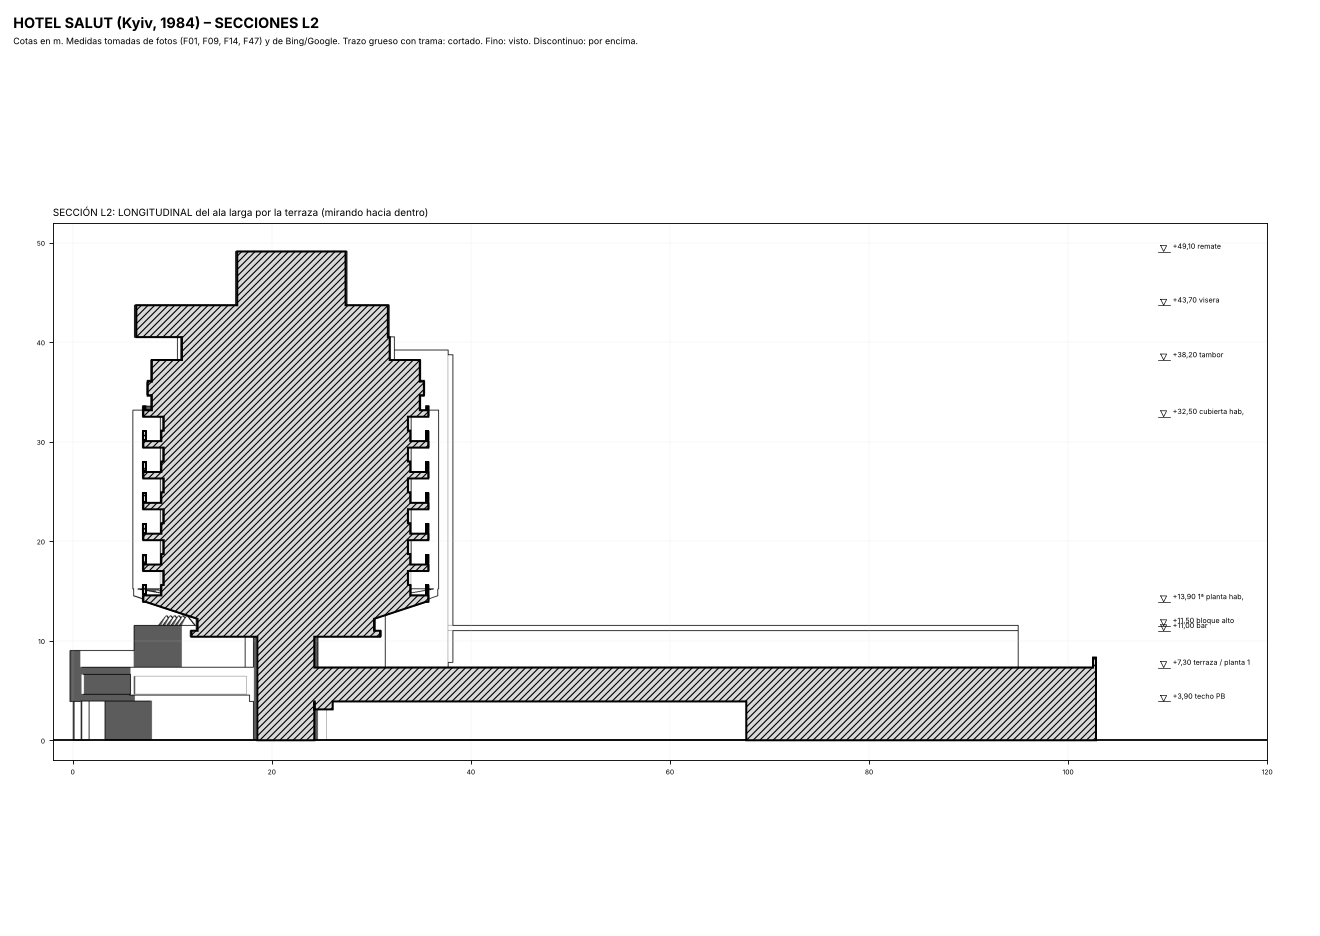 HOTEL SALUT (Kyiv, 1984) – SECCIONES L2
Cotas en m. Medidas tomadas de fotos (F01, F09, F14, F47) y de Bing/Google. Trazo grueso con trama: cortado. Fino: visto. Discontinuo: por encima.
SECCIÓN L2: LONGITUDINAL del ala larga por la terraza (mirando hacia dentro)
50
+49,10 remate
+43,70 visera
40
+38,20 tambor
+32,50 cubierta hab,
30
20
+13,90 1ª planta hab,
+11,50 bloque alto
+11,00 bar
10
+7,30 terraza / planta 1
+3,90 techo PB
0
0 20 40 60 80 100 120